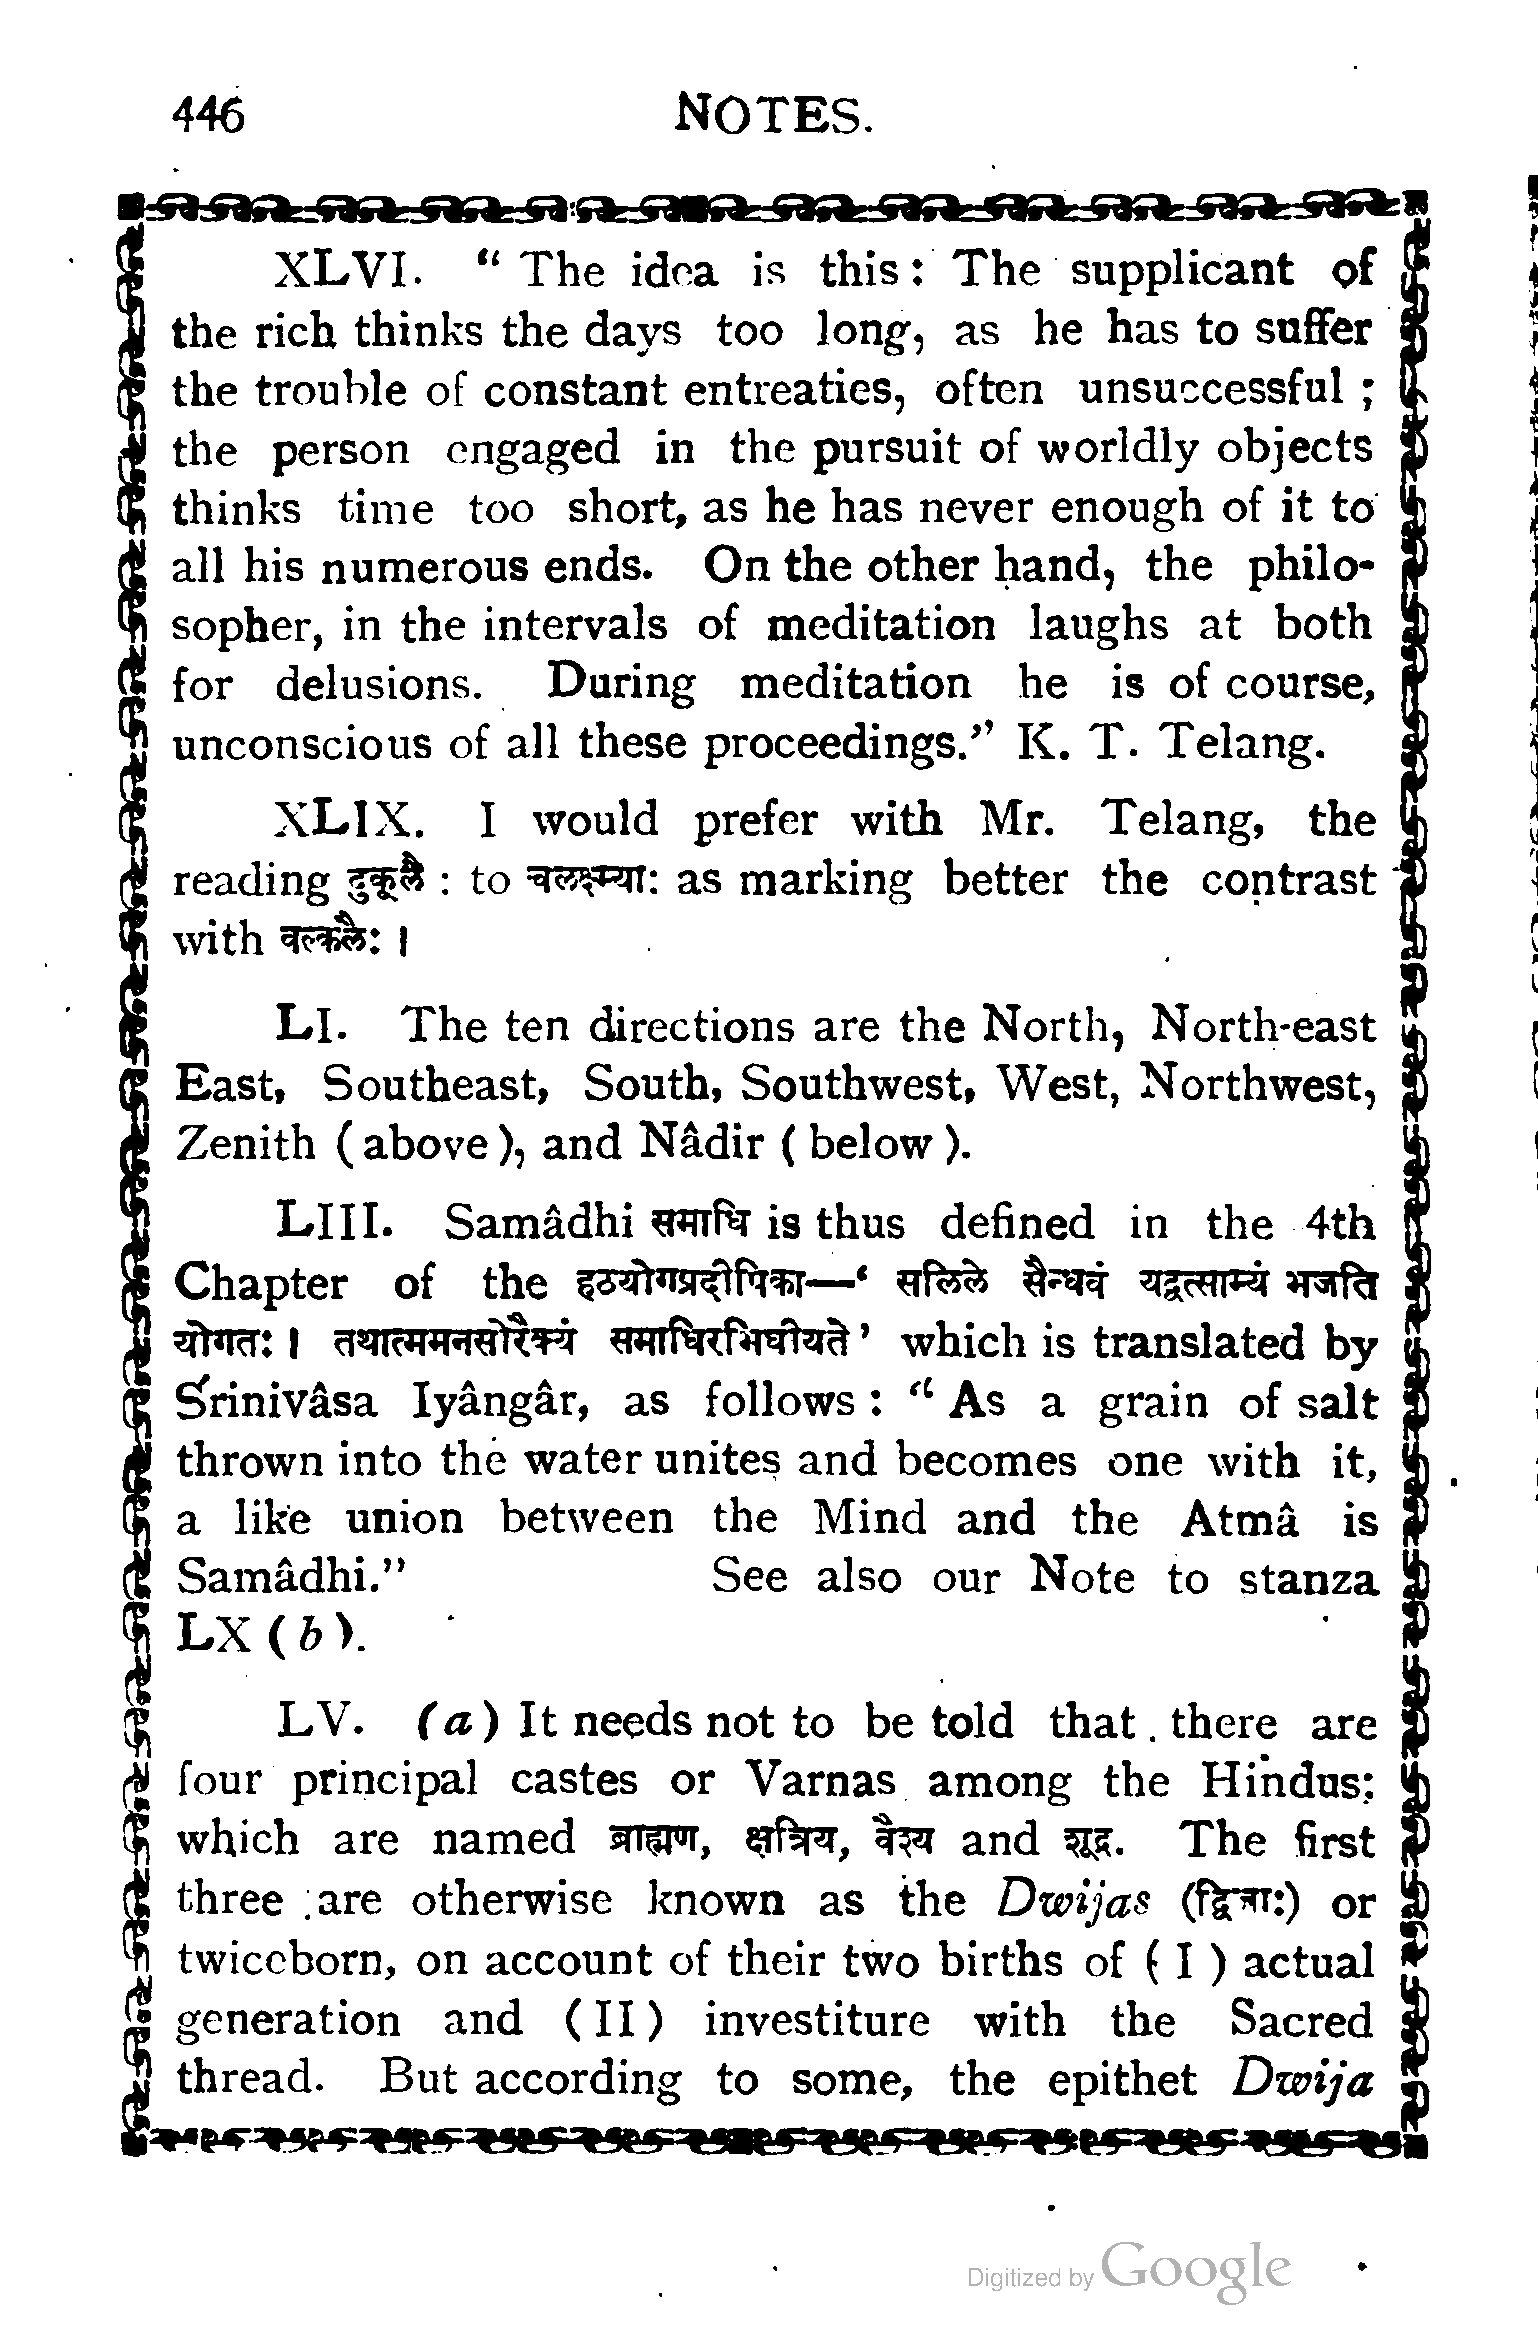 446 NOTES.
XLVI. “ The idea is this : The supplicant of
the rich thinks the days too long, as he has to suffer
the trouble of constant entreaties, often unsuccessful ;
the person engaged in the pursuit of worldly objects
thinks time too short, as he has never enough of it to
all his numerous ends. On the other hand, the philo-
sopher, in the intervals of meditation laughs at both
for delusions. During meditation he is of course,
unconscious of all these proceedings.” K. T. Telang.
XLIX. I would prefer with Mr. Telang, the
reading दुकूलै : to चलक्ष्म्या: as marking better the contrast
with वल्कलै: ।
LI. The ten directions are the North, North-east
East, Southeast, South, Southwest, West, Northwest,
Zenith ( above ), and Nâdir ( below ).
LIII. Samâdhi समाधि is thus defined in the 4th
Chapter of the हठयोगप्रदीपिका—‘ सलिले सैन्धवं यद्वत्साम्यं भजति
योगत: । तथात्ममनसोरैक्यं समाधिरभिघीयते ’ which is translated by
Śrinivâsa Iyângâr, as follows : “ As a grain of salt
thrown into the water unites and becomes one with it,
a like union between the Mind and the Atmâ is
Samâdhi.” See also our Note to stanza
LX ( b ).
LV. ( a ) It needs not to be told that there are
four principal castes or Varnas among the Hindus;
which are named ब्राह्मण, क्षत्रिय, वैश्य and शूद्र. The first
three are otherwise known as the Dwijas (द्विजा:) or
twiceborn, on account of their two births of ( I ) actual
generation and ( II ) investiture with the Sacred
thread. But according to some, the epithet Dwija
Digitized by Google